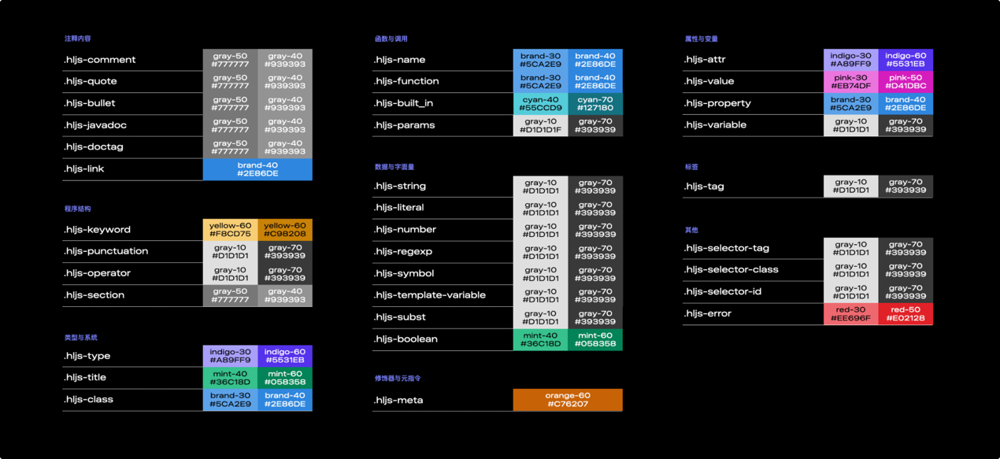 注释内容
.hljs-comment
gray-50 gray-40
#777777 #939393
.hljs-quote
gray-50 gray-40
#777777 #939393
.hljs-bullet
gray-50 gray-40
#777777 #939393
.hljs-javadoc
gray-50 gray-40
#777777 #939393
.hljs-doctag
gray-50 gray-40
#777777 #939393
.hljs-link
brand-40
#2E86DE
程序结构
.hljs-keyword
yellow-60 yellow-60
#F8CD75 #C98208
.hljs-punctuation
gray-10 gray-70
#D1D1D1 #393939
.hljs-operator
gray-10 gray-70
#D1D1D1 #393939
.hljs-section
gray-50 gray-40
#777777 #939393
类型与系统
.hljs-type
indigo-30 indigo-60
#A89FF9 #5531EB
.hljs-title
mint-40 mint-60
#36C18D #058358
.hljs-class
brand-30 brand-40
#5CA2E9 #2E86DE
函数与调用
.hljs-name
brand-30 brand-40
#5CA2E9 #2E86DE
.hljs-function
brand-30 brand-40
#5CA2E9 #2E86DE
.hljs-built_in
cyan-40 cyan-70
#55CCD9 #127180
.hljs-params
gray-10 gray-70
#D1D1D1F #393939
数据与字面量
.hljs-string
gray-10 gray-70
#D1D1D1 #393939
.hljs-literal
gray-10 gray-70
#D1D1D1 #393939
.hljs-number
gray-10 gray-70
#D1D1D1 #393939
.hljs-regexp
gray-10 gray-70
#D1D1D1 #393939
.hljs-symbol
gray-10 gray-70
#D1D1D1 #393939
.hljs-template-variable
gray-10 gray-70
#D1D1D1 #393939
.hljs-subst
gray-10 gray-70
#D1D1D1 #393939
.hljs-boolean
mint-40 mint-60
#36C18D #058358
修饰器与元指令
.hljs-meta
orange-60
#C76207
属性与变量
.hljs-attr
indigo-30 indigo-60
#A89FF9 #5531EB
.hljs-value
pink-30 pink-50
#EB74DF #D41DBC
.hljs-property
brand-30 brand-40
#5CA2E9 #2E86DE
.hljs-variable
gray-10 gray-70
#D1D1D1 #393939
标签
.hljs-tag
gray-10 gray-70
#D1D1D1 #393939
其他
.hljs-selector-tag
gray-10 gray-70
#D1D1D1 #393939
.hljs-selector-class
gray-10 gray-70
#D1D1D1 #393939
.hljs-selector-id
gray-10 gray-70
#D1D1D1 #393939
.hljs-error
red-30 red-50
#EE696F #E02128